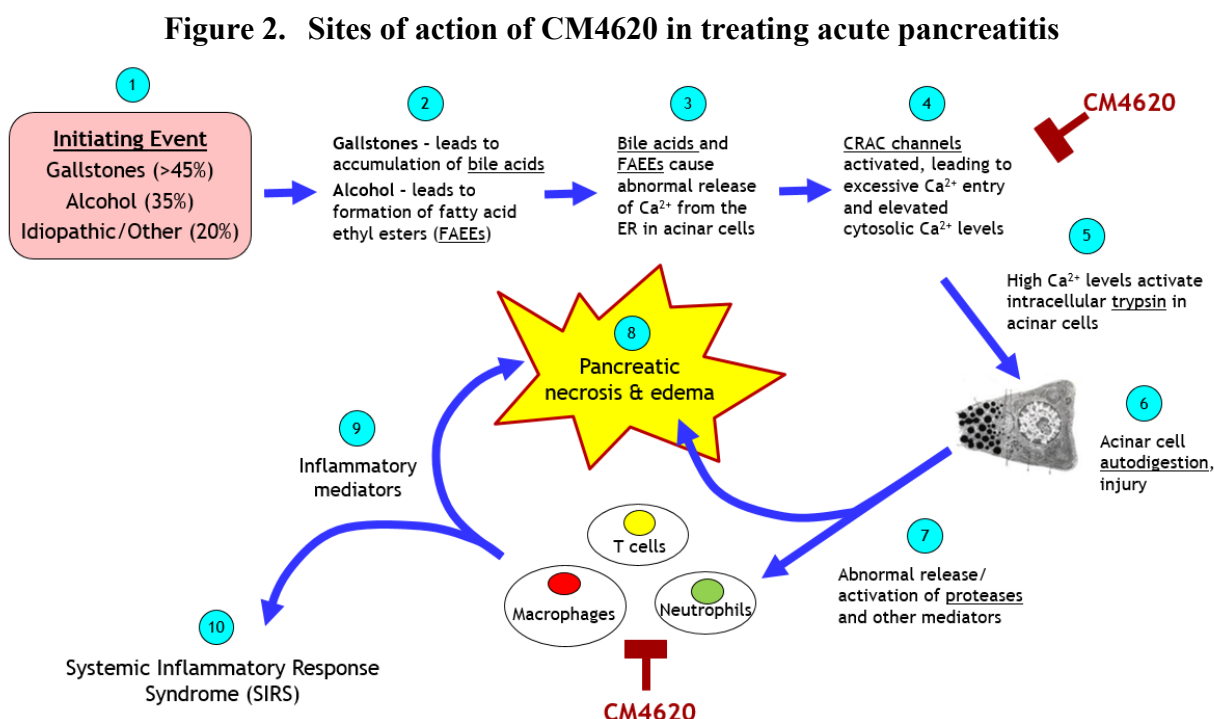 Figure 2. Sites of action of CM4620 in treating acute pancreatitis
1
Initiating Event
Gallstones (>45%)
Alcohol (35%)
Idiopathic/Other (20%)
2
Gallstones - leads to
accumulation of bile acids
Alcohol - leads to
formation of fatty acid
ethyl esters (FAEEs)
3
Bile acids and
FAEEs cause
abnormal release
of Ca²⁺ from the
ER in acinar cells
4
CRAC channels
activated, leading to
excessive Ca²⁺ entry
and elevated
cytosolic Ca²⁺ levels
CM4620
5
High Ca²⁺ levels activate
intracellular trypsin in
acinar cells
6
Acinar cell
autodigestion,
injury
7
Abnormal release/
activation of proteases
and other mediators
8
Pancreatic
necrosis & edema
9
Inflammatory
mediators
T cells
Macrophages
Neutrophils
CM4620
10
Systemic Inflammatory Response
Syndrome (SIRS)